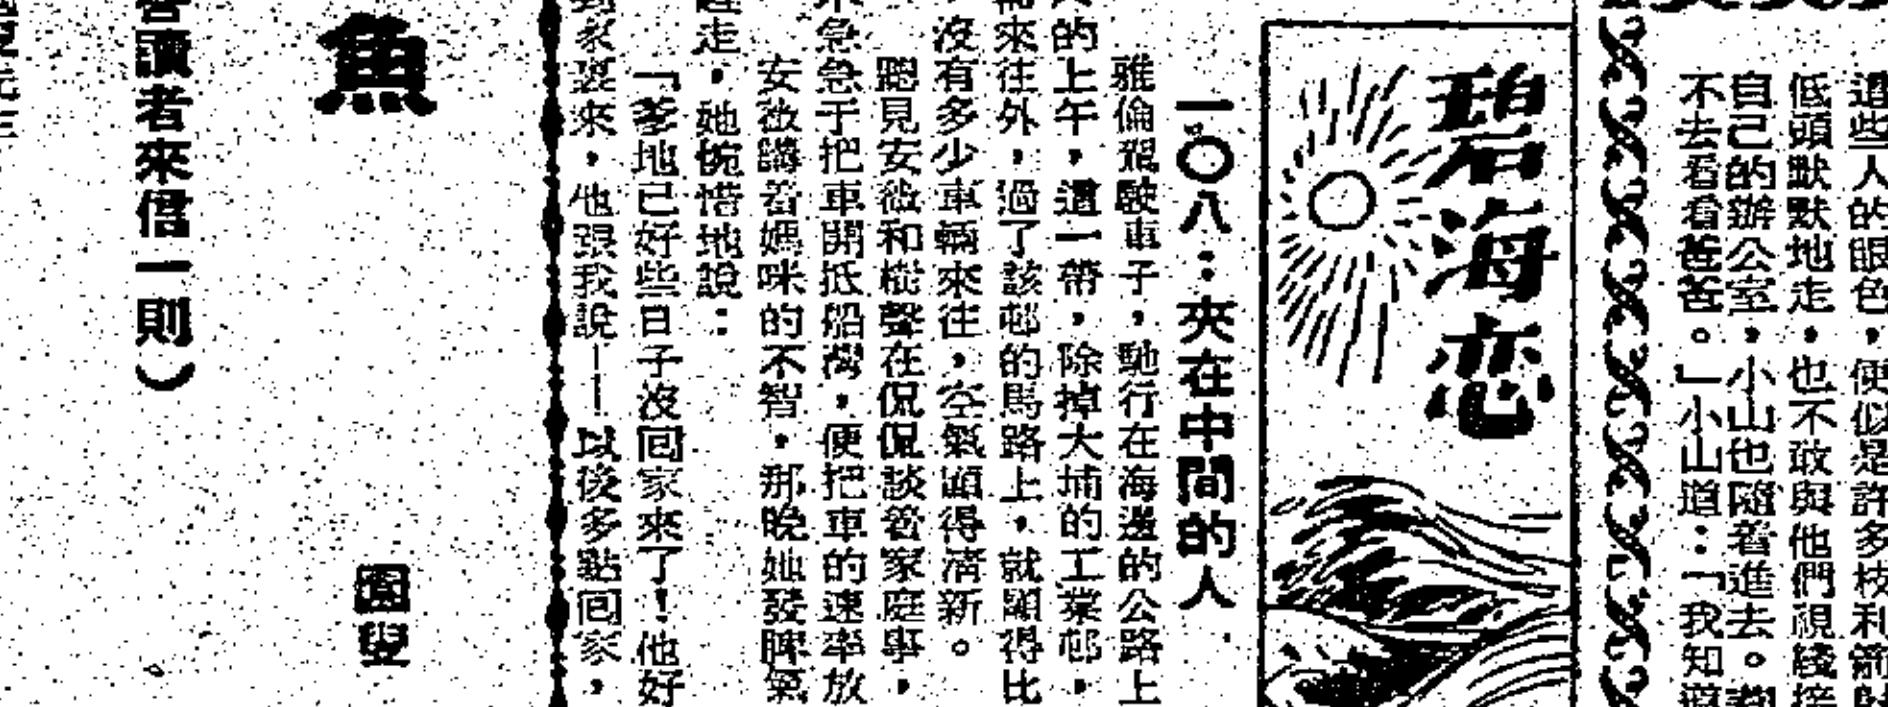 這些人的眼色，便似是許多枝利箭射
低頭默默地走，也不敢與他們視綫接
自己的辦公室，小山也隨着進去。
不去看看爸爸。」小山道：「我知道
碧海恋
一〇八：夾在中間的人
雅倫駕駛車子，馳行在海邊的公路上
的上午，這一帶，除掉大埔的工業邨，
來往外，過了該邨的馬路上，就顯得比
，沒有多少車輛來往，空氣顯得清新。
聽見安薇和樹聲在侃侃談着家庭事，
急急于把車開抵船灣，便把車的速率放
安薇講着媽咪的不智，那晚她發脾氣
走，她惋惜地說：
「爹地已好些日子沒回家來了！他好
到家裏來，他跟我說——以後多點回家，
魚
答讀者來信一則）